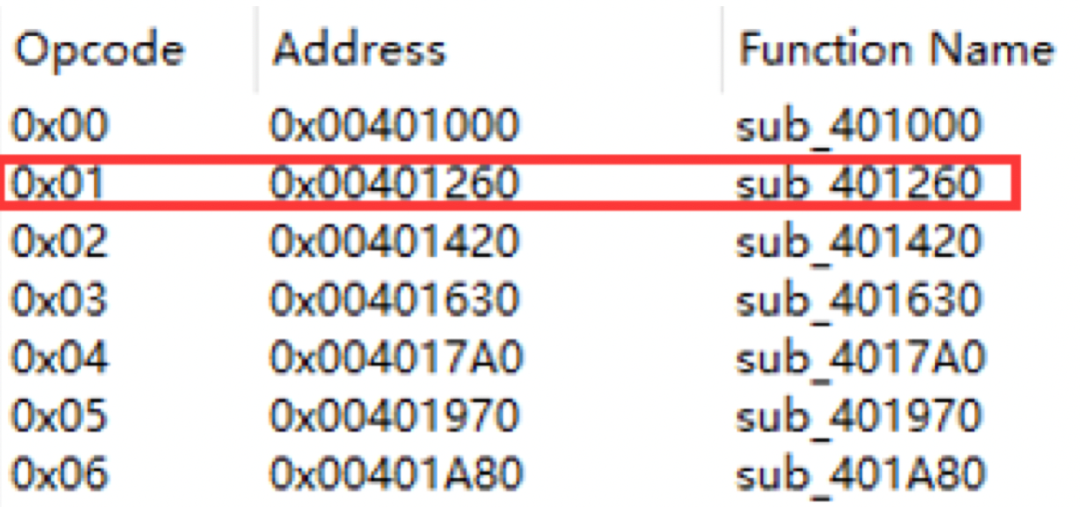 Opcode Address Function Name
0x00 0x00401000 sub_401000
0x01 0x00401260 sub_401260
0x02 0x00401420 sub_401420
0x03 0x00401630 sub_401630
0x04 0x004017A0 sub_4017A0
0x05 0x00401970 sub_401970
0x06 0x00401A80 sub_401A80